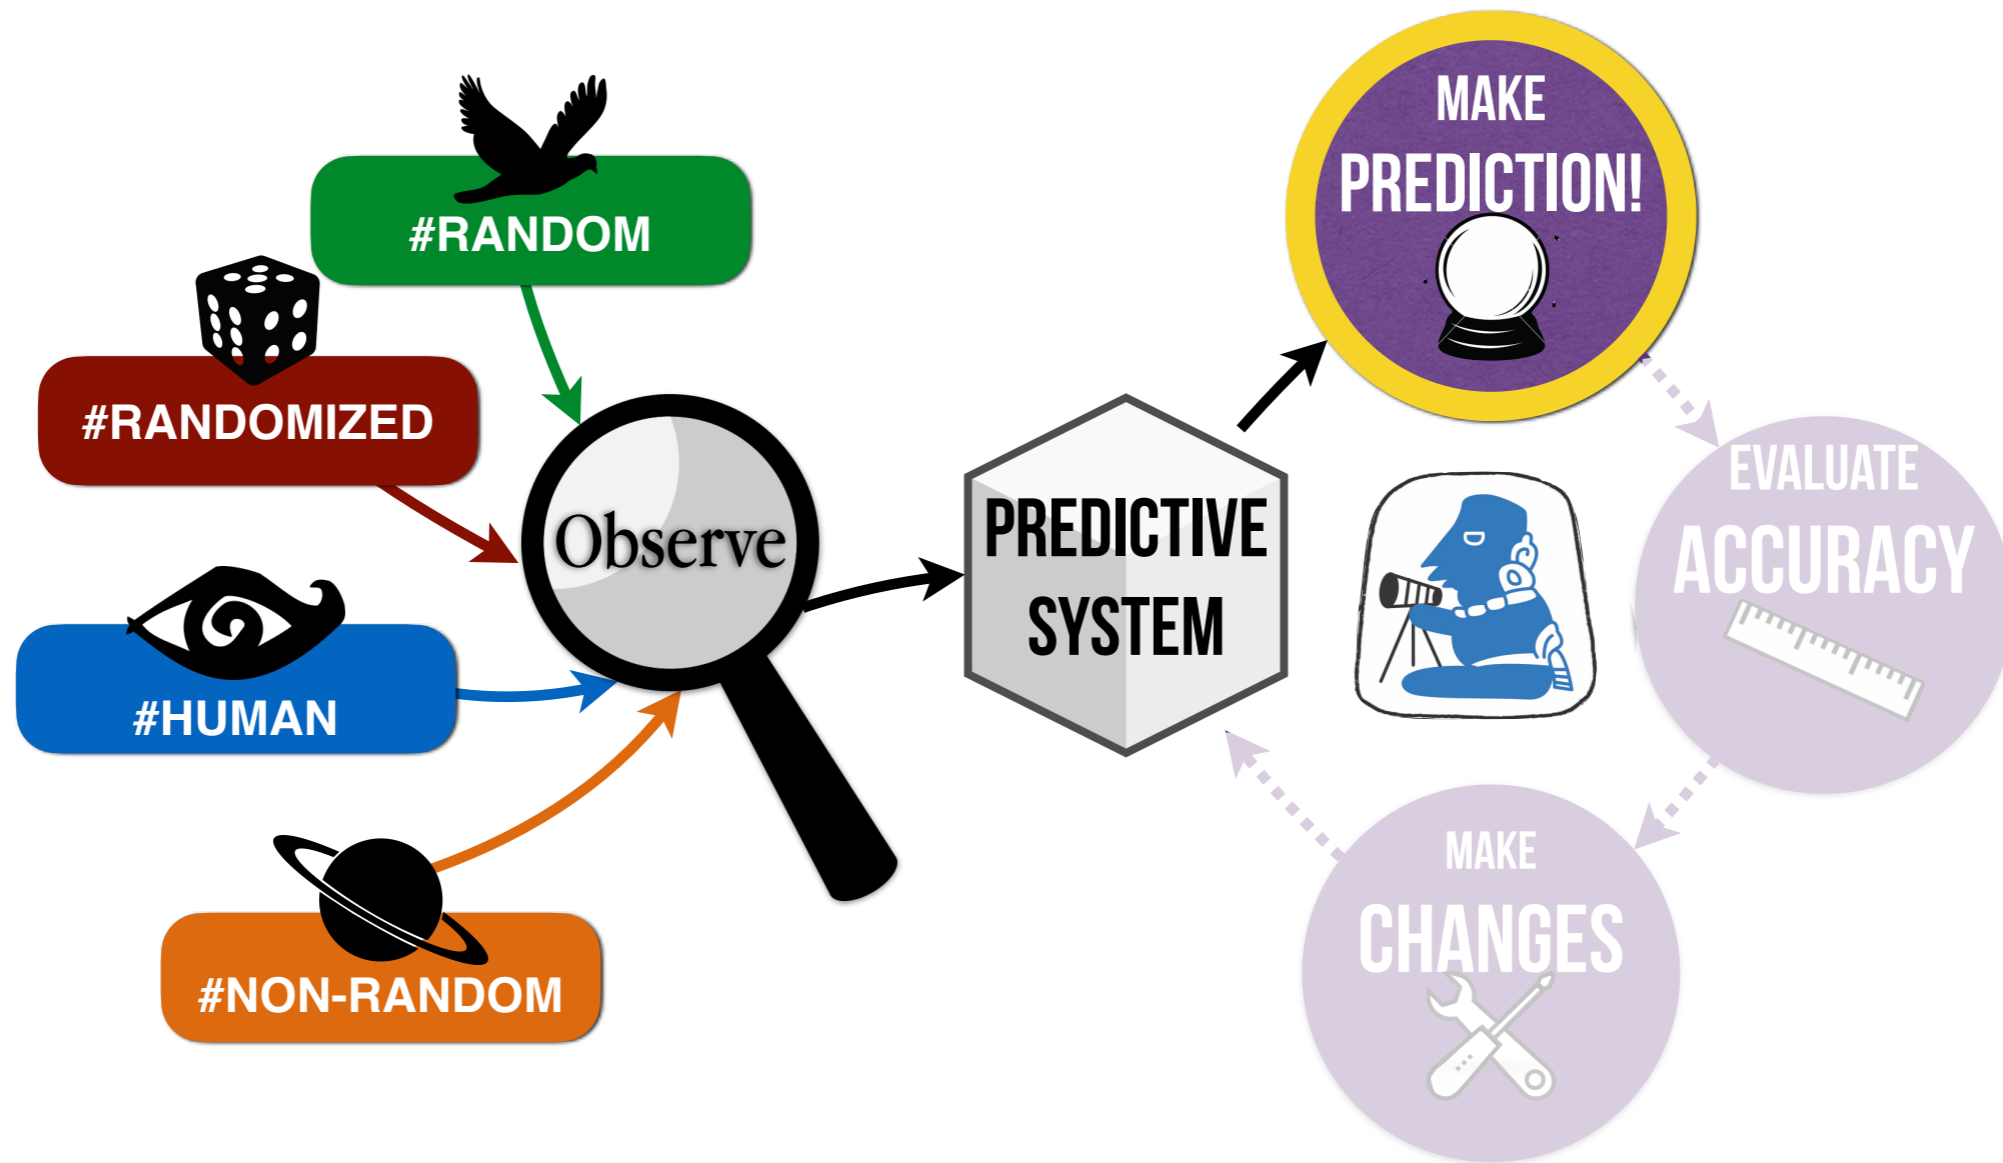 #RANDOM
#RANDOMIZED
#HUMAN
#NON-RANDOM
Observe
PREDICTIVE
SYSTEM
MAKE
PREDICTION!
EVALUATE
ACCURACY
MAKE
CHANGES